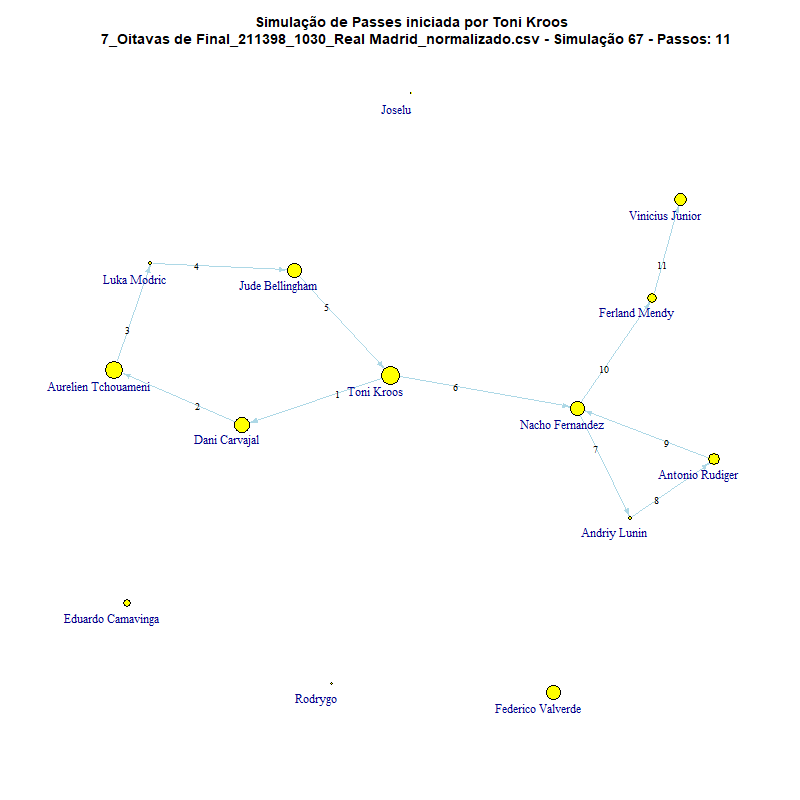 Simulação de Passes iniciada por Toni Kroos
7_Oitavas de Final_211398_1030_Real Madrid_normalizado.csv - Simulação 67 - Passos: 11
Joselu
Vinicius Junior
11
4
Luka Modric
Jude Bellingham
5
Ferland Mendy
3
10
Aurelien Tchouameni
Toni Kroos
6
1
2
Nacho Fernandez
Dani Carvajal
9
7
Antonio Rudiger
8
Andriy Lunin
Eduardo Camavinga
Rodrygo
Federico Valverde